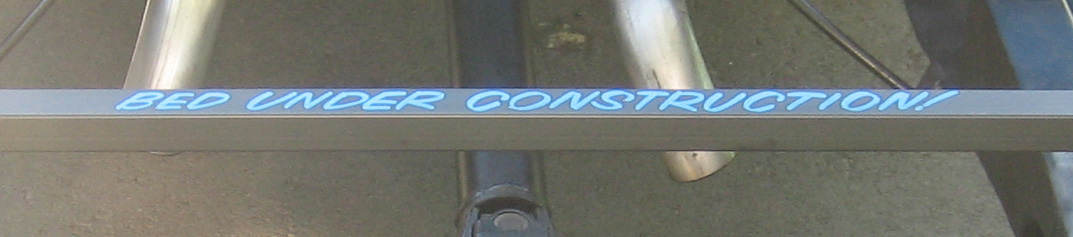 BED UNDER CONSTRUCTION!